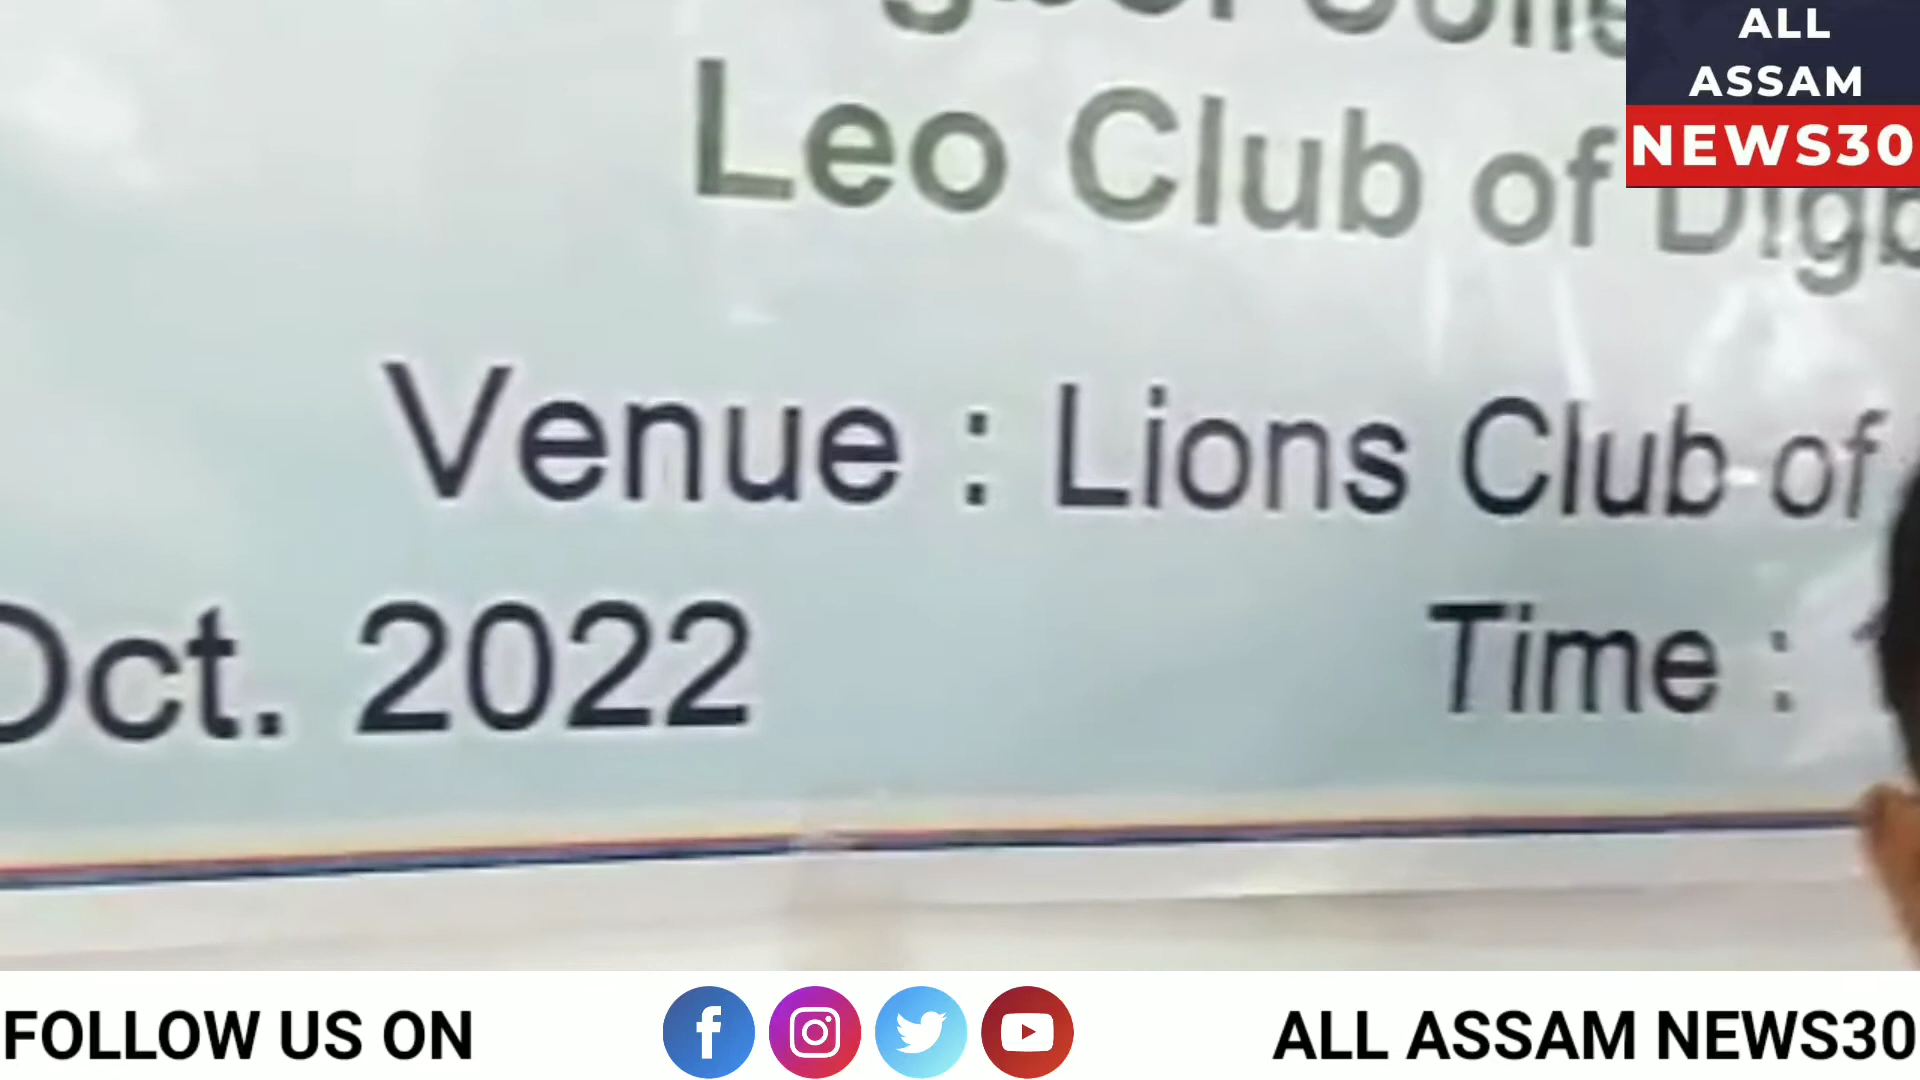 Leo Club of
Venue : Lions Club of
Oct. 2022
Time :
ALL
ASSAM
NEWS30
FOLLOW US ON
ALL ASSAM NEWS30